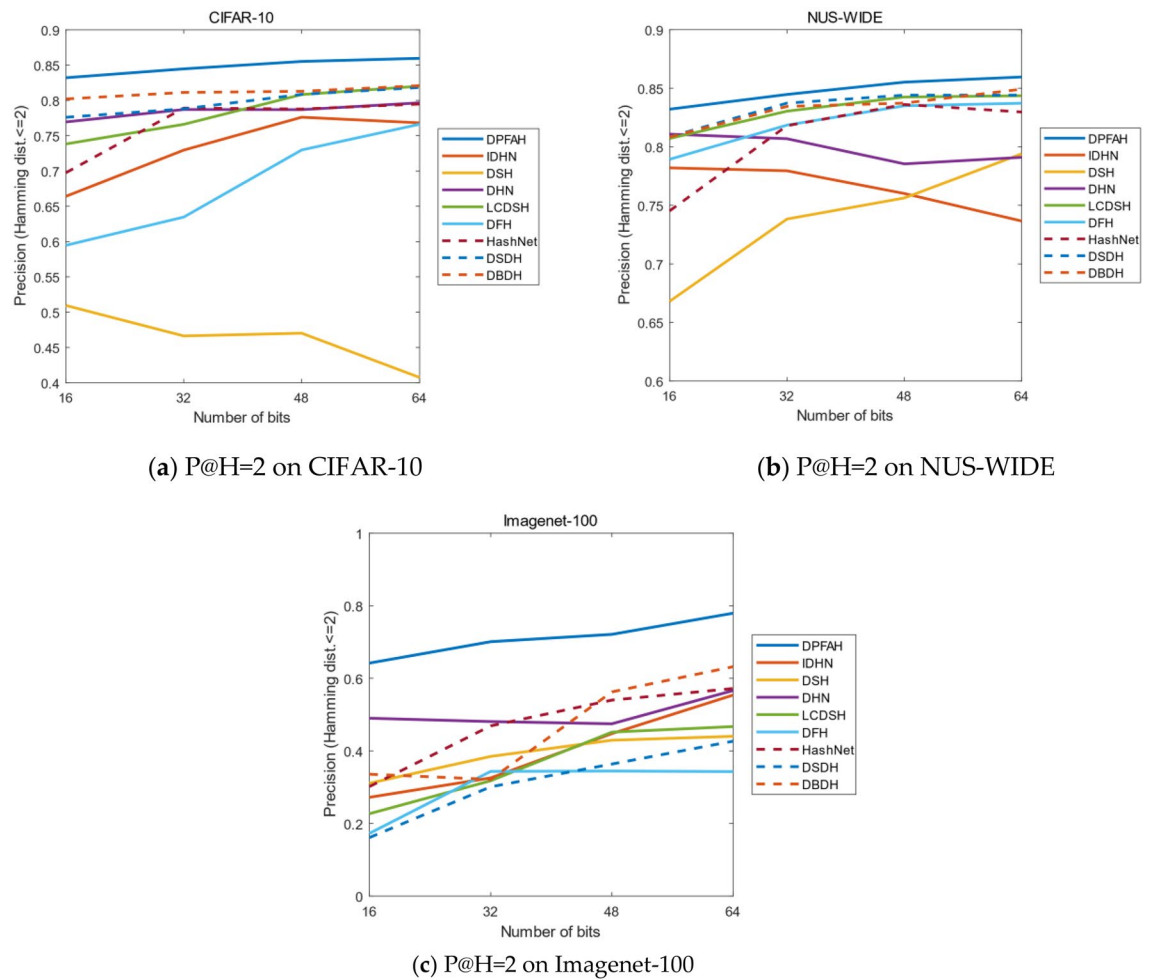 CIFAR-10
Precision (Hamming dist.<=2)
0.9
0.85
0.8
0.75
0.7
0.65
0.6
0.55
0.5
0.45
0.4
16
32
48
64
Number of bits
DPFAH
IDHN
DSH
DHN
LCDSH
DFH
HashNet
DSDH
DBDH
(a) P@H=2 on CIFAR-10
NUS-WIDE
Precision (Hamming dist.<=2)
0.9
0.85
0.8
0.75
0.7
0.65
0.6
16
32
48
64
Number of bits
DPFAH
IDHN
DSH
DHN
LCDSH
DFH
HashNet
DSDH
DBDH
(b) P@H=2 on NUS-WIDE
Imagenet-100
Precision (Hamming dist.<=2)
1
0.8
0.6
0.4
0.2
0
16
32
48
64
Number of bits
DPFAH
IDHN
DSH
DHN
LCDSH
DFH
HashNet
DSDH
DBDH
(c) P@H=2 on Imagenet-100